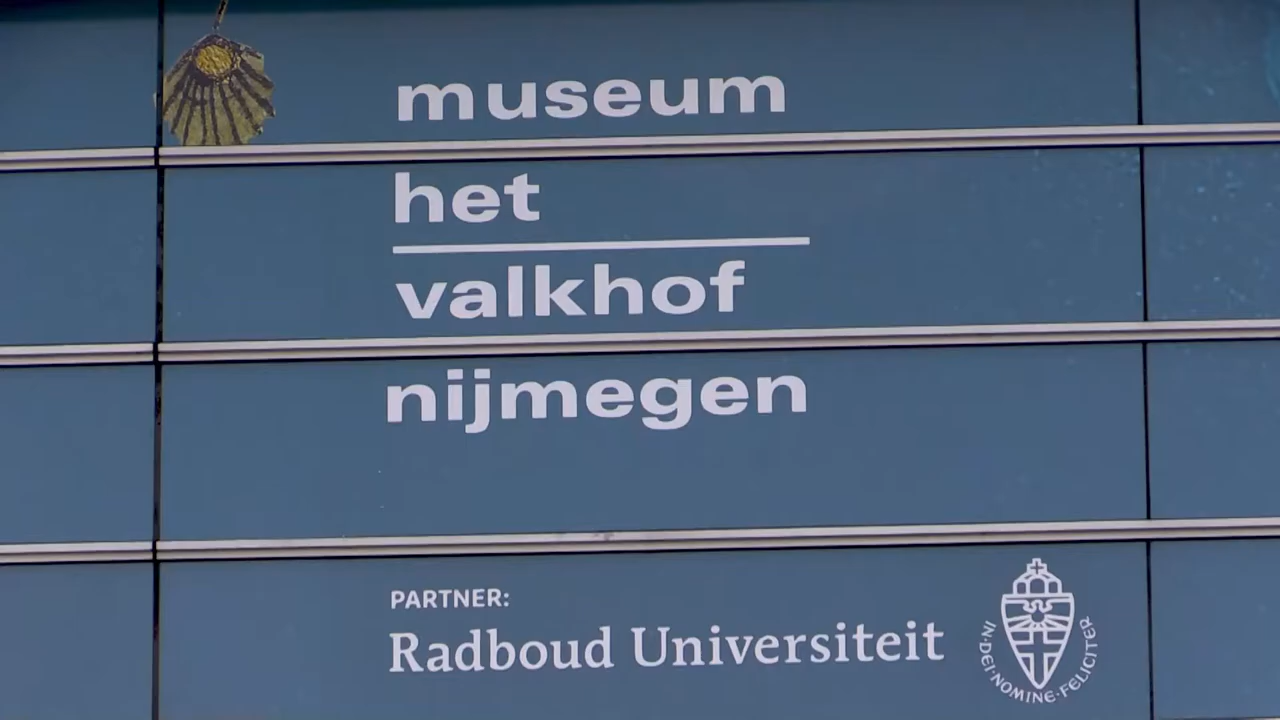 museum
het
valkhof
nijmegen
PARTNER:
Radboud Universiteit
IN·DEI·NOMINE·FELICITER